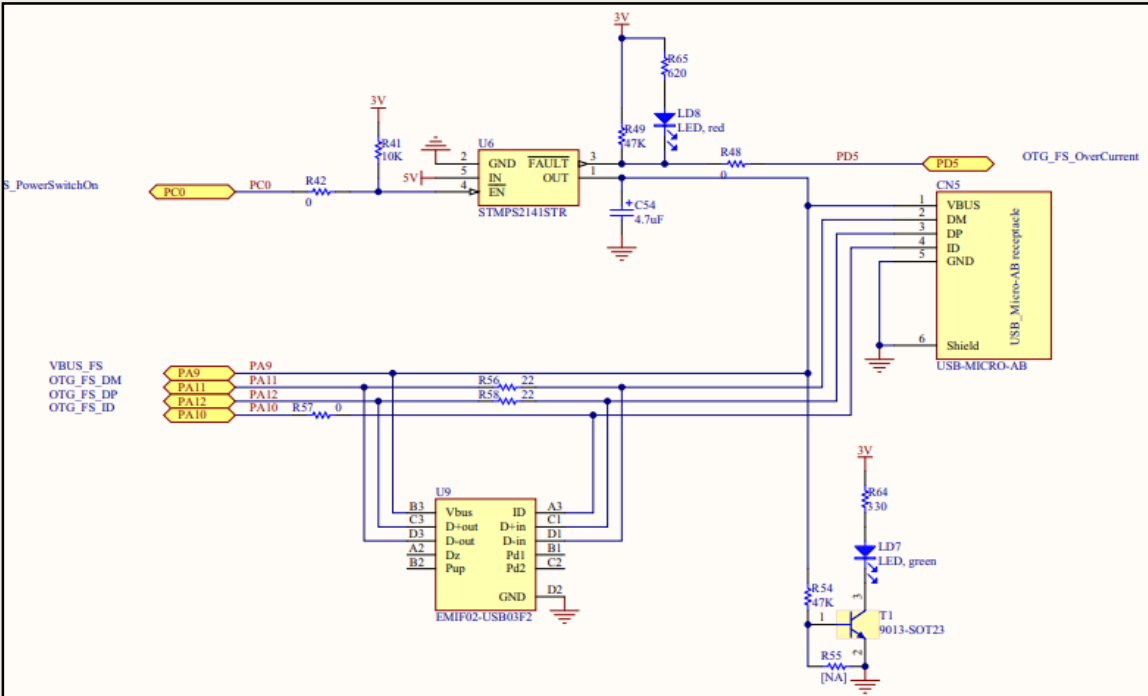 3V
R65
620
LD8
LED, red
3V
R41
10K
R49
47K
U6
2
GND
FAULT
3
5V
5
IN
OUT
1
4
EN
STMPS2141STR
R48
0
PD5
PD5
OTG_FS_OverCurrent
S_PowerSwitchOn
PC0
PC0
R42
0
C54
4.7uF
CN5
1
VBUS
2
DM
3
DP
4
ID
5
GND
6
Shield
USB_Micro-AB receptacle
USB-MICRO-AB
VBUS_FS
OTG_FS_DM
OTG_FS_DP
OTG_FS_ID
PA9
PA9
PA11
PA11
R56
22
PA12
PA12
R58
22
PA10
PA10
R57
0
U9
B3
Vbus
ID
A3
C3
D+out
D+in
C1
D3
D-out
D-in
D1
A2
Dz
Pd1
B1
B2
Pup
Pd2
C2
GND
D2
EMIF02-USB03F2
3V
R64
330
LD7
LED, green
R54
47K
3
1
T1
9013-SOT23
2
R55
[NA]